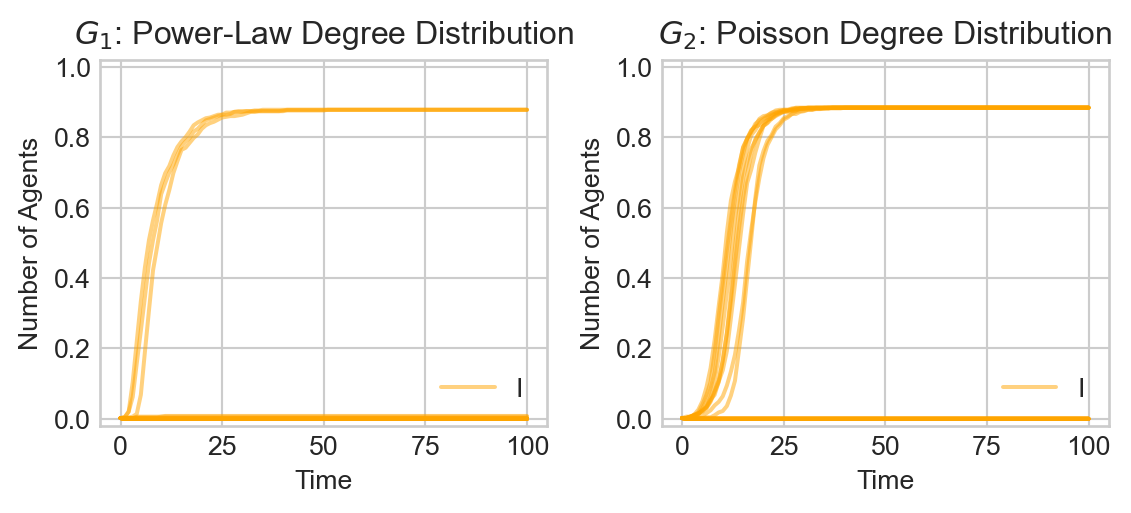 G₁: Power-Law Degree Distribution
Number of Agents
1.0
0.8
0.6
0.4
0.2
0.0
0
25
50
75
100
Time
I
G₂: Poisson Degree Distribution
Number of Agents
1.0
0.8
0.6
0.4
0.2
0.0
0
25
50
75
100
Time
I